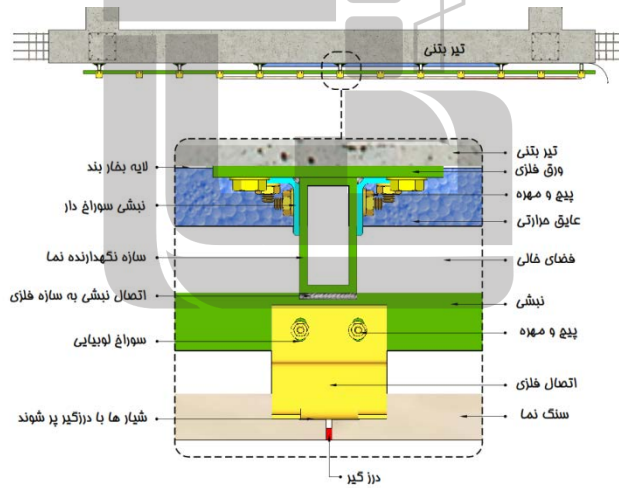 تیر بتنی
تیر بتنی
ورق فلزی
پیچ و مهره
عایق حرارتی
فضای خالی
نبشی
پیچ و مهره
اتصال فلزی
سنگ نما
لایه بخار بند
نبشی سوراخ دار
سازه نگهدارنده نما
اتصال نبشی به سازه فلزی
سوراخ لوبیایی
شیار ها با درزگیر پر شوند
درز گیر